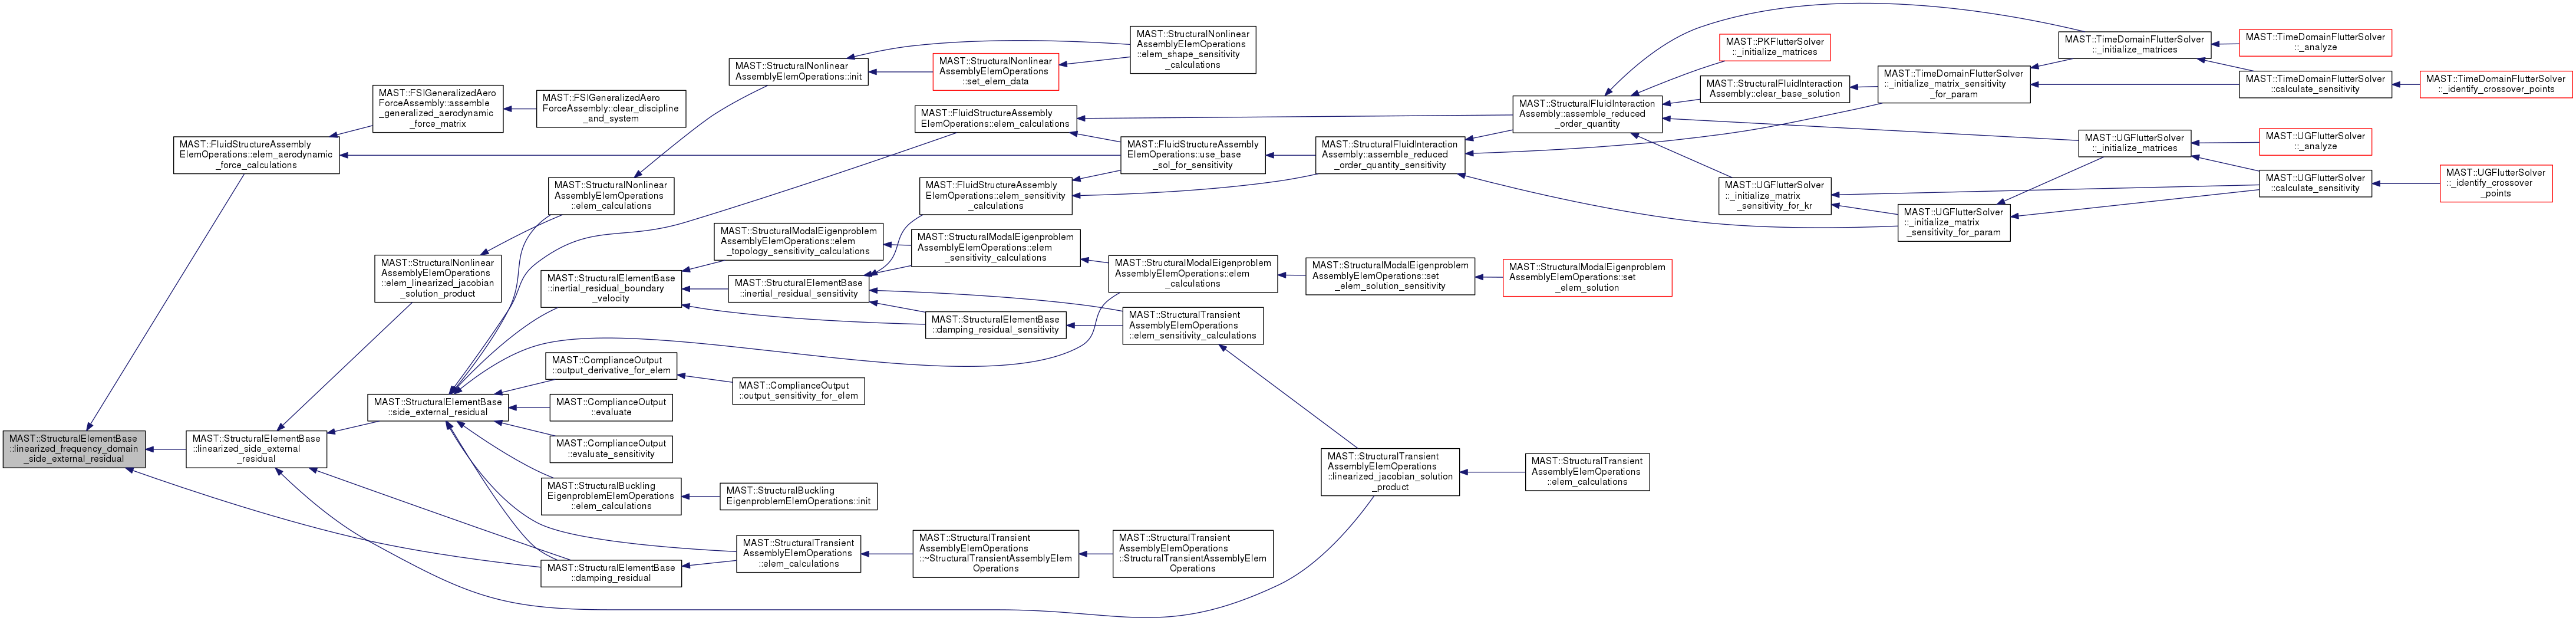 MAST::StructuralElementBase
::linearized_frequency_domain
_side_external_residual
MAST::FluidStructureAssembly
ElemOperations::elem_aerodynamic
_force_calculations
MAST::StructuralElementBase
::linearized_side_external
_residual
MAST::FSIGeneralizedAero
ForceAssembly::assemble
_generalized_aerodynamic
_force_matrix
MAST::FSIGeneralizedAero
ForceAssembly::clear_discipline
_and_system
MAST::StructuralNonlinear
AssemblyElemOperations
::elem_linearized_jacobian
_solution_product
MAST::StructuralElementBase
::side_external_residual
MAST::StructuralNonlinear
AssemblyElemOperations
::elem_calculations
MAST::StructuralElementBase
::inertial_residual_boundary
_velocity
MAST::ComplianceOutput
::output_derivative_for_elem
MAST::ComplianceOutput
::evaluate
MAST::ComplianceOutput
::evaluate_sensitivity
MAST::StructuralBuckling
EigenproblemElemOperations
::elem_calculations
MAST::StructuralElementBase
::damping_residual
MAST::StructuralNonlinear
AssemblyElemOperations::init
MAST::StructuralModalEigenproblem
AssemblyElemOperations::elem
_topology_sensitivity_calculations
MAST::StructuralElementBase
::inertial_residual_sensitivity
MAST::ComplianceOutput
::output_sensitivity_for_elem
MAST::StructuralBuckling
EigenproblemElemOperations::init
MAST::StructuralTransient
AssemblyElemOperations
::elem_calculations
MAST::StructuralNonlinear
AssemblyElemOperations
::set_elem_data
MAST::FluidStructureAssembly
ElemOperations::elem_calculations
MAST::FluidStructureAssembly
ElemOperations::elem_sensitivity
_calculations
MAST::StructuralModalEigenproblem
AssemblyElemOperations::elem
_sensitivity_calculations
MAST::StructuralElementBase
::damping_residual_sensitivity
MAST::StructuralTransient
AssemblyElemOperations
::~StructuralTransientAssemblyElem
Operations
MAST::StructuralNonlinear
AssemblyElemOperations
::elem_shape_sensitivity
_calculations
MAST::FluidStructureAssembly
ElemOperations::use_base
_sol_for_sensitivity
MAST::StructuralModalEigenproblem
AssemblyElemOperations::elem
_calculations
MAST::StructuralTransient
AssemblyElemOperations
::elem_sensitivity_calculations
MAST::StructuralTransient
AssemblyElemOperations
::StructuralTransientAssemblyElem
Operations
MAST::StructuralFluidInteraction
Assembly::assemble_reduced
_order_quantity_sensitivity
MAST::StructuralModalEigenproblem
AssemblyElemOperations::set
_elem_solution_sensitivity
MAST::StructuralTransient
AssemblyElemOperations
::linearized_jacobian_solution
_product
MAST::StructuralFluidInteraction
Assembly::assemble_reduced
_order_quantity
MAST::StructuralModalEigenproblem
AssemblyElemOperations::set
_elem_solution
MAST::StructuralTransient
AssemblyElemOperations
::elem_calculations
MAST::PKFlutterSolver
::_initialize_matrices
MAST::StructuralFluidInteraction
Assembly::clear_base_solution
MAST::UGFlutterSolver
::_initialize_matrix
_sensitivity_for_kr
MAST::TimeDomainFlutterSolver
::_initialize_matrix_sensitivity
_for_param
MAST::UGFlutterSolver
::_initialize_matrix
_sensitivity_for_param
MAST::TimeDomainFlutterSolver
::_initialize_matrices
MAST::UGFlutterSolver
::_initialize_matrices
MAST::TimeDomainFlutterSolver
::_analyze
MAST::TimeDomainFlutterSolver
::calculate_sensitivity
MAST::UGFlutterSolver
::_analyze
MAST::UGFlutterSolver
::calculate_sensitivity
MAST::TimeDomainFlutterSolver
::_identify_crossover_points
MAST::UGFlutterSolver
::_identify_crossover
_points